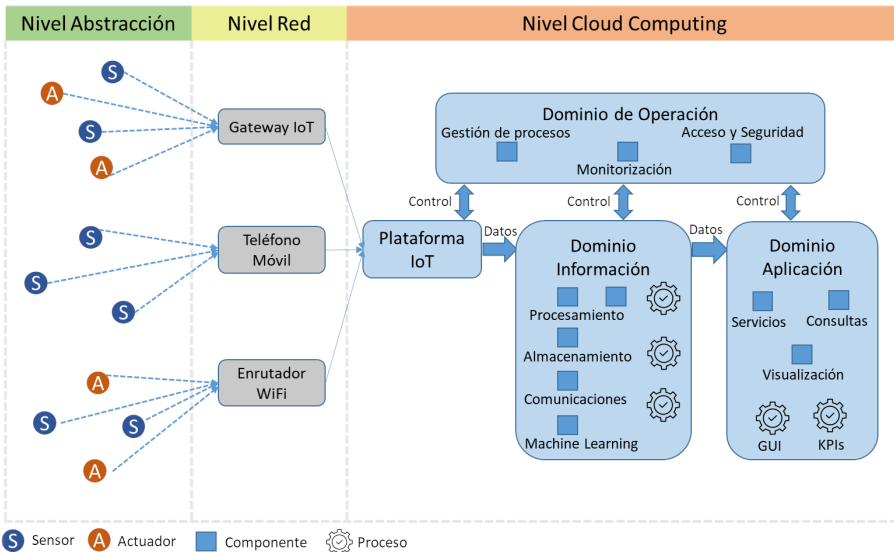 Nivel Abstracción
Nivel Red
Nivel Cloud Computing
S
A
S
A
Gateway IoT
S
S
S
Teléfono
Móvil
A
S
S
A
Enrutador
WiFi
Dominio de Operación
Gestión de procesos
Monitorización
Acceso y Seguridad
Control
Control
Control
Plataforma
IoT
Datos
Dominio
Información
Procesamiento
Almacenamiento
Comunicaciones
Machine Learning
Datos
Dominio
Aplicación
Servicios
Consultas
Visualización
GUI
KPIs
S Sensor
A Actuador
Componente
Proceso